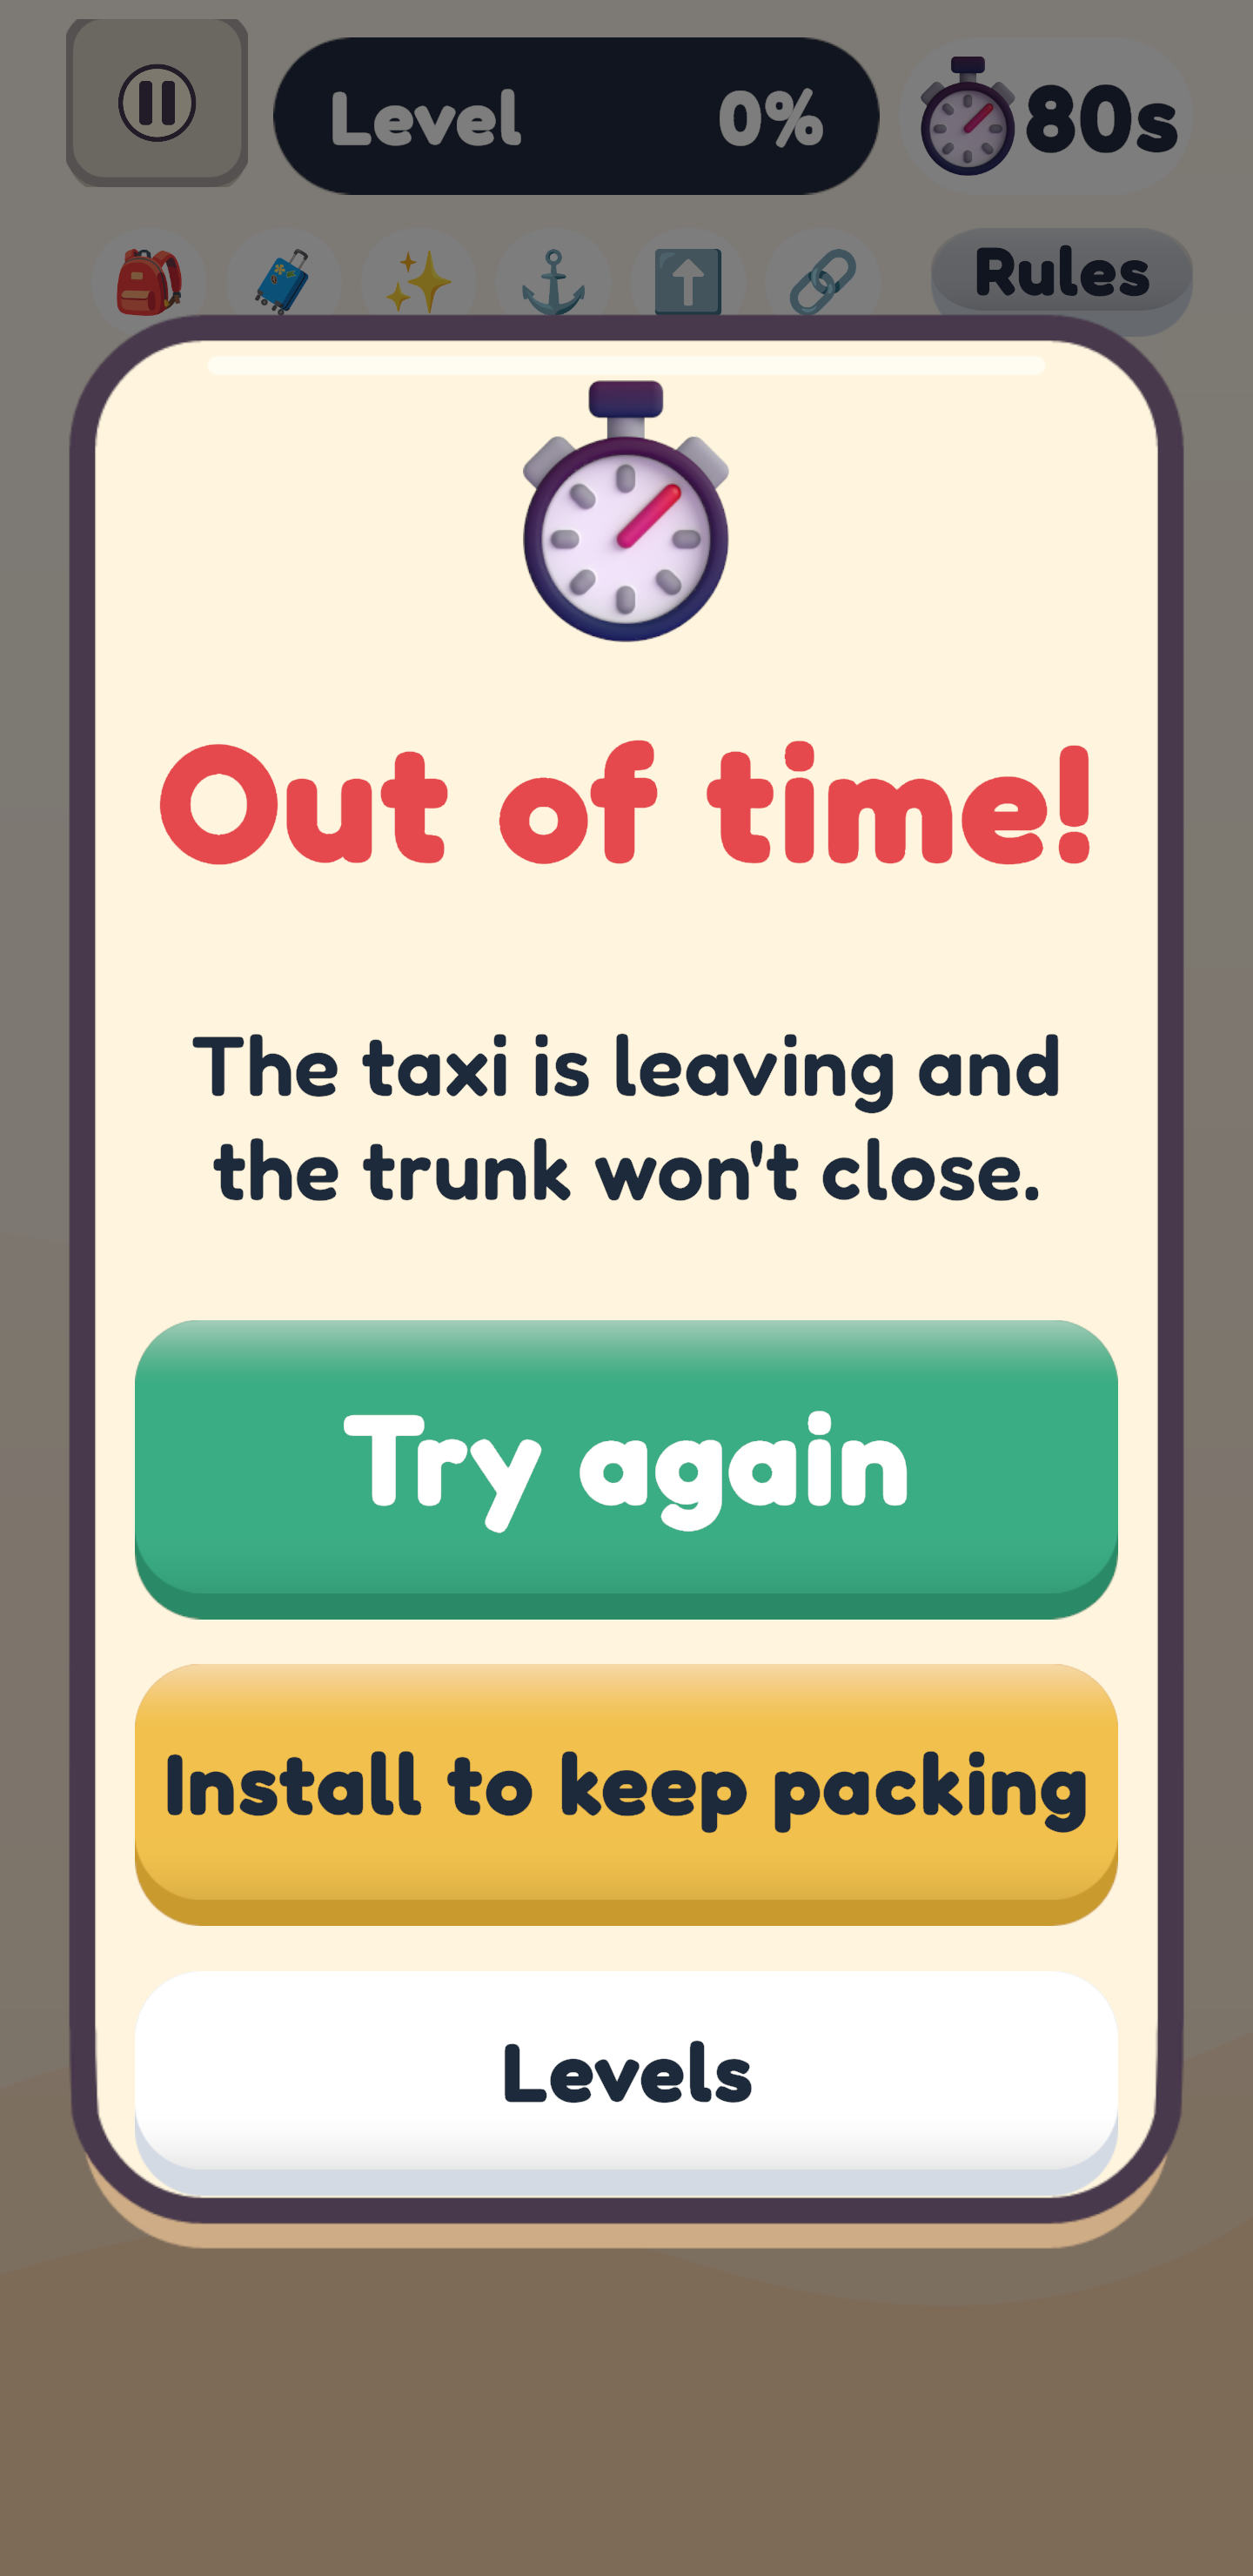 Level 0% 80s
Rules
Out of time!
The taxi is leaving and
the trunk won't close.
Try again
Install to keep packing
Levels